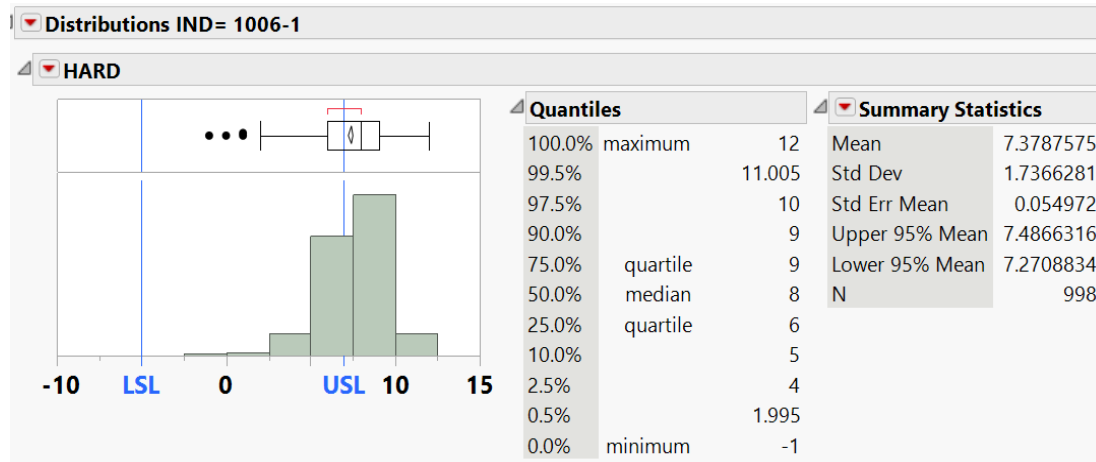 Distributions IND= 1006-1
HARD
-10 LSL 0 USL 10 15
Quantiles
100.0% maximum 12
99.5% 11.005
97.5% 10
90.0% 9
75.0% quartile 9
50.0% median 8
25.0% quartile 6
10.0% 5
2.5% 4
0.5% 1.995
0.0% minimum -1
Summary Statistics
Mean 7.3787575
Std Dev 1.7366281
Std Err Mean 0.054972
Upper 95% Mean 7.4866316
Lower 95% Mean 7.2708834
N 998